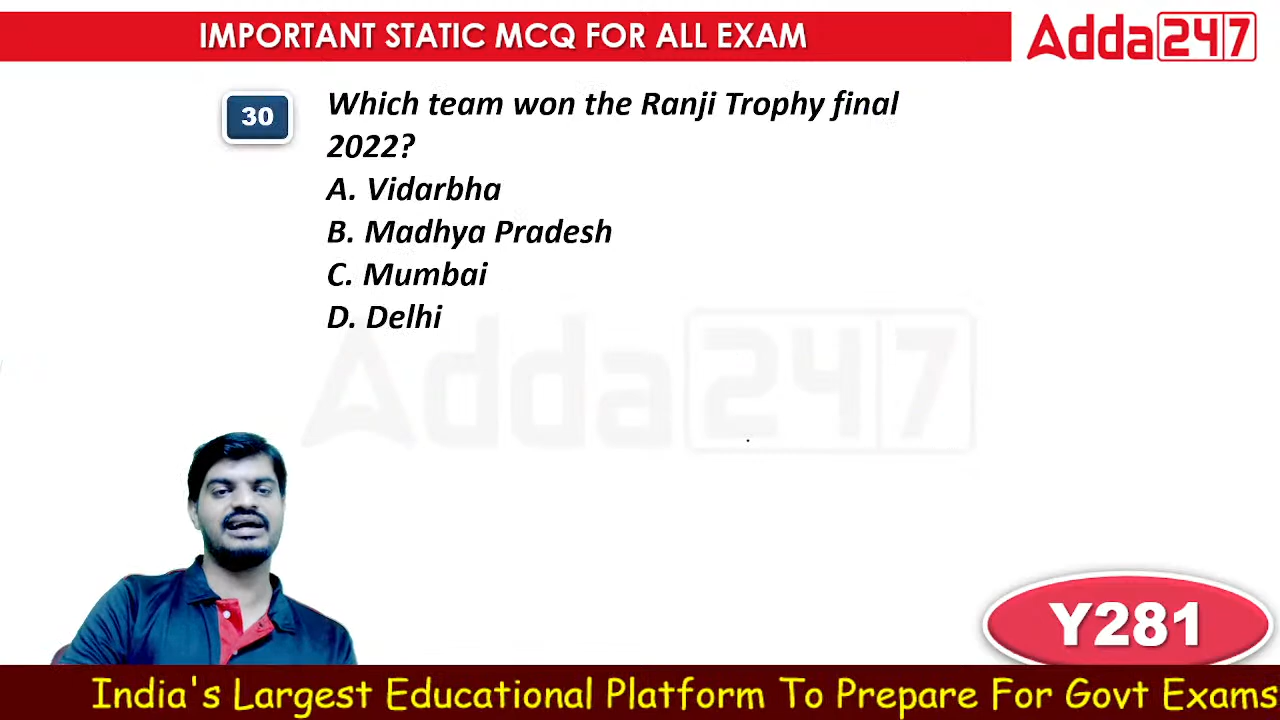 IMPORTANT STATIC MCQ FOR ALL EXAM
Adda247
30
Which team won the Ranji Trophy final
2022?
A. Vidarbha
B. Madhya Pradesh
C. Mumbai
D. Delhi
Adda247
Y281
India's Largest Educational Platform To Prepare For Govt Exams